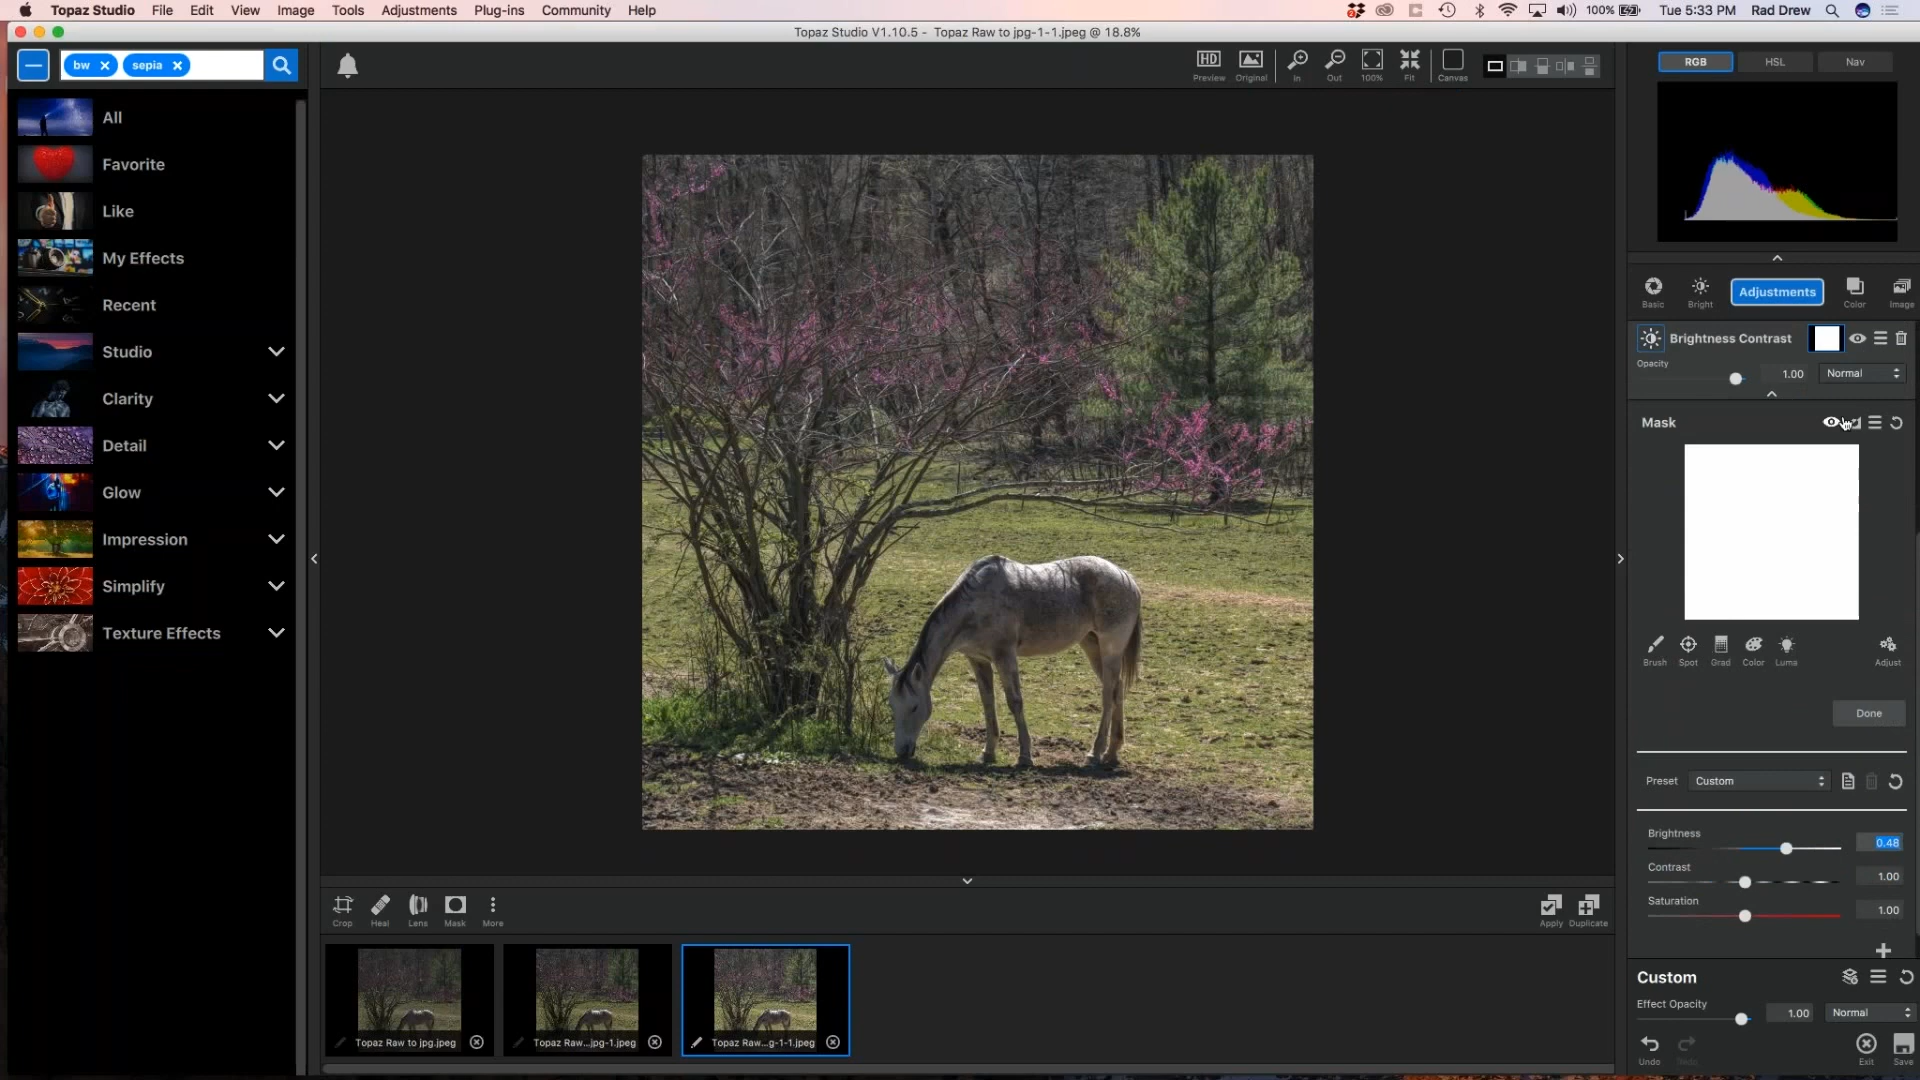 Topaz Studio File Edit View Image Tools Adjustments Plug-ins Community Help 100% Tue 5:33 PM Rad Drew
Topaz Studio V1.10.5 - Topaz Raw to jpg-1-1.jpeg @ 18.8%
bw sepia
All
Favorite
Like
My Effects
Recent
Studio
Clarity
Detail
Glow
Impression
Simplify
Texture Effects
HD
Preview Original In Out 100% Fit Canvas
RGB HSL Nav
Basic Bright Adjustments Color Image
Brightness Contrast
Opacity 1.00 Normal
Mask
Brush Spot Grad Color Luma Adjust
Done
Preset Custom
Brightness 0.48
Contrast 1.00
Saturation 1.00
Crop Heal Lens Mask More Apply Duplicate
Topaz Raw to jpg.jpeg Topaz Raw...jpg-1.jpeg Topaz Raw...g-1-1.jpeg
Custom
Effect Opacity 1.00 Normal
Undo Redo Exit Save